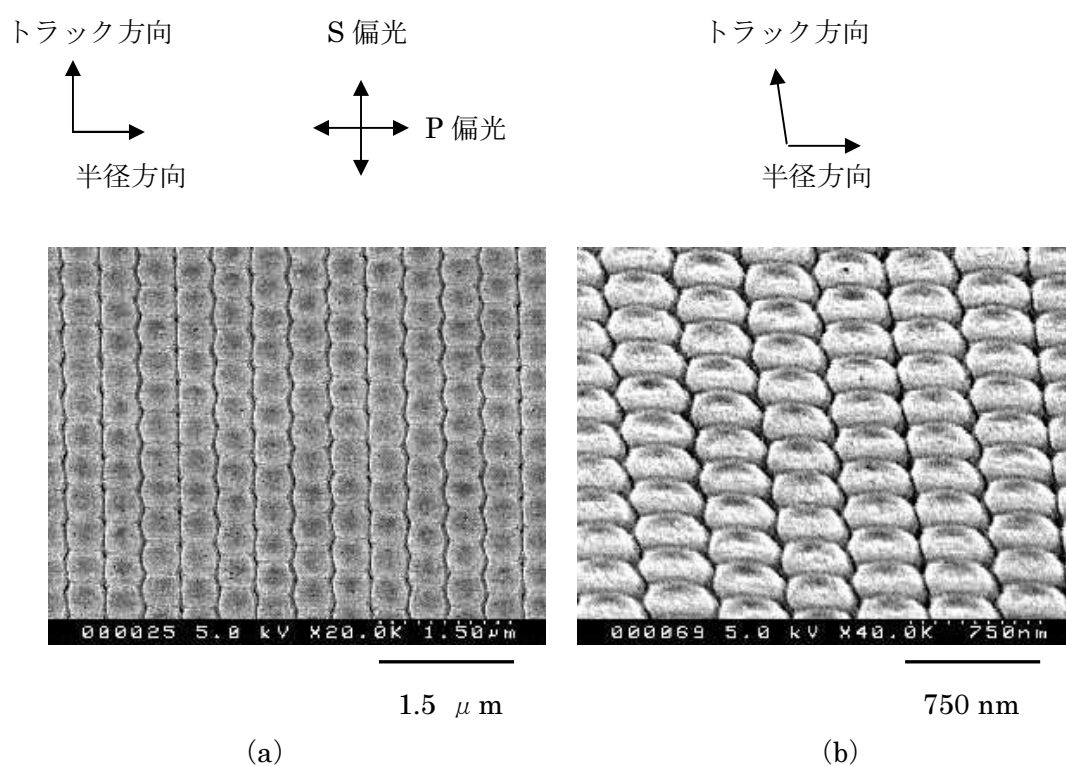 トラック方向
S 偏光
トラック方向
P 偏光
半径方向
半径方向
000025 5.0 kV X20.0K 1.50μm
000069 5.0 kV X40.0K 750nm
1.5 μm
750 nm
(a)
(b)